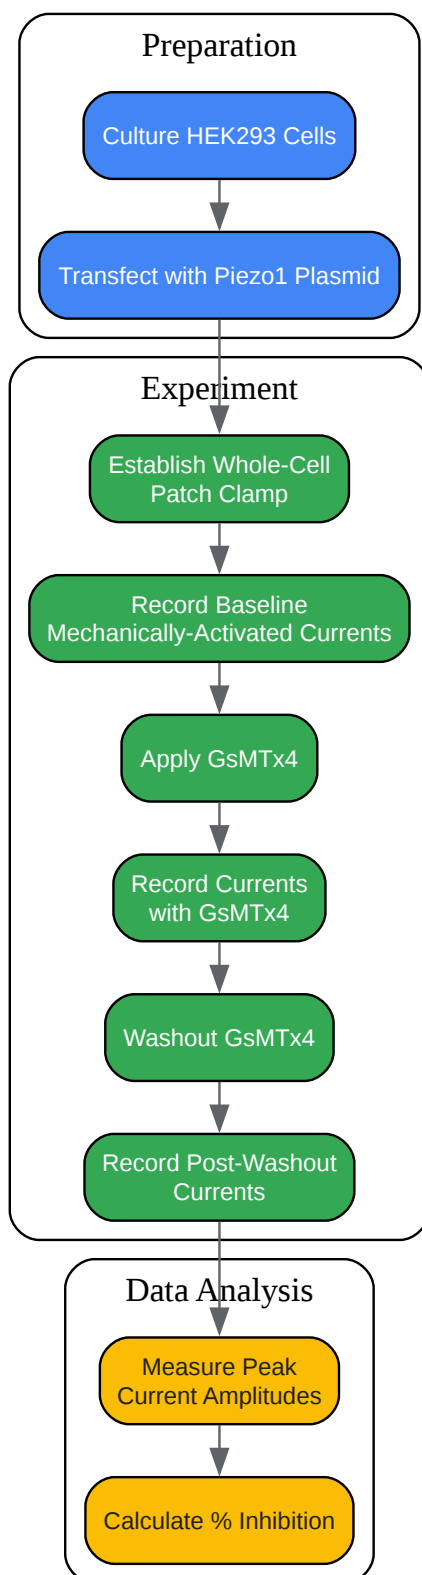 Preparation
Culture HEK293 Cells
Transfect with Piezo1 Plasmid
Experiment
Establish Whole-Cell
Patch Clamp
Record Baseline
Mechanically-Activated Currents
Apply GsMTx4
Record Currents
with GsMTx4
Washout GsMTx4
Record Post-Washout
Currents
Data Analysis
Measure Peak
Current Amplitudes
Calculate % Inhibition